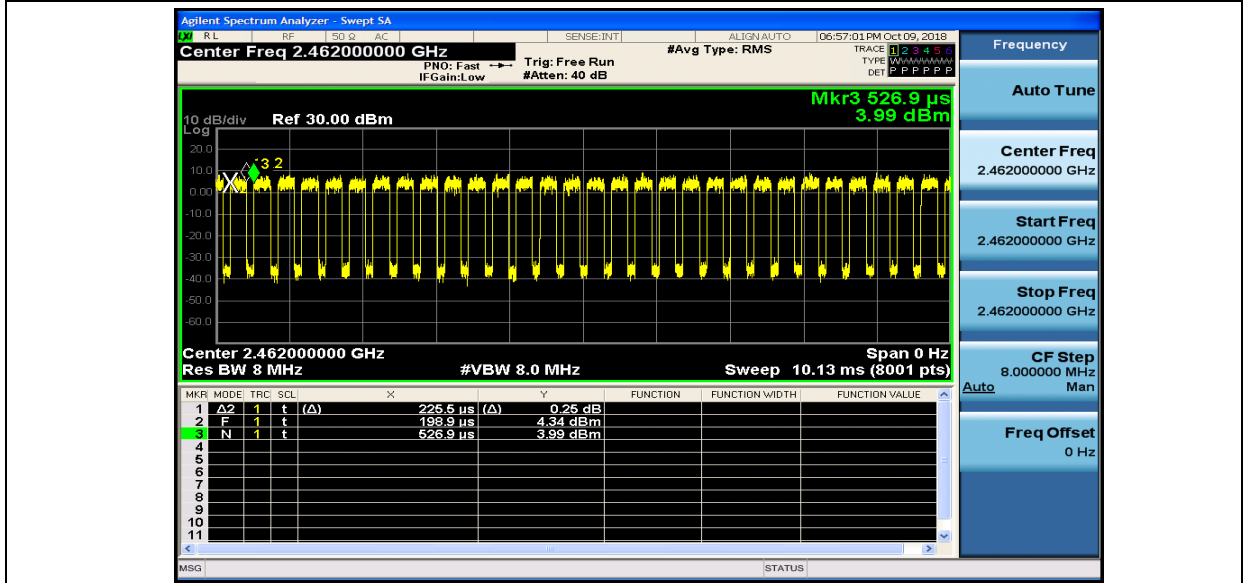 Agilent Spectrum Analyzer - Swept SA
RL RF 50 Ω AC SENSE:INT ALIGN AUTO 06:57:01 PM Oct 09, 2018
Center Freq 2.462000000 GHz
#Avg Type: RMS
TRACE 1 2 3 4 5 6
PNO: Fast Trig: Free Run
TYPE WWWWWW
IFGain:Low #Atten: 40 dB
DET P P P P P P
Mkr3 526.9 µs
3.99 dBm
10 dB/div Ref 30.00 dBm
Log
20.0
10.0
0.00
-10.0
-20.0
-30.0
-40.0
-50.0
-60.0
X
3 2
Center 2.462000000 GHz Span 0 Hz
Res BW 8 MHz #VBW 8.0 MHz Sweep 10.13 ms (8001 pts)
MKR MODE TRC SCL X Y FUNCTION FUNCTION WIDTH FUNCTION VALUE
1 Δ2 1 t (Δ) 225.5 µs (Δ) 0.25 dB
2 F 1 t 198.9 µs 4.34 dBm
3 N 1 t 526.9 µs 3.99 dBm
4
5
6
7
8
9
10
11
MSG STATUS
Frequency
Auto Tune
Center Freq
2.462000000 GHz
Start Freq
2.462000000 GHz
Stop Freq
2.462000000 GHz
CF Step
8.000000 MHz
Auto Man
Freq Offset
0 Hz